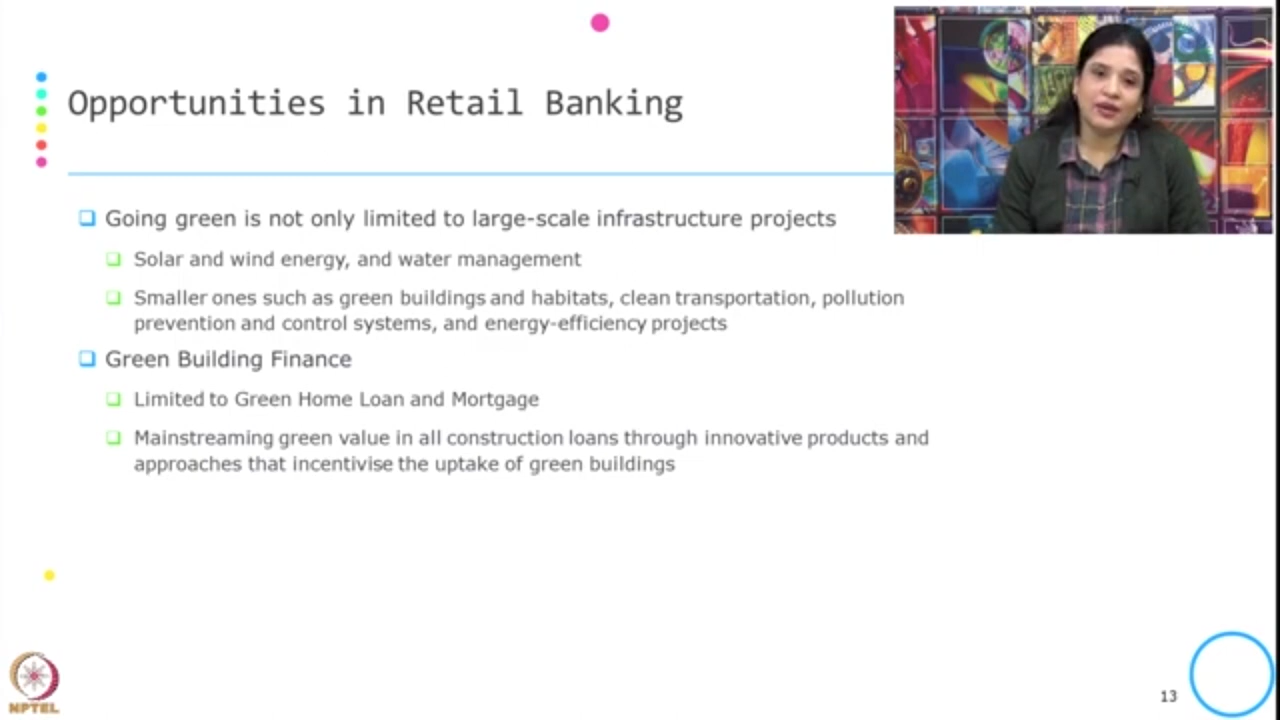 Opportunities in Retail Banking
Going green is not only limited to large-scale infrastructure projects
Solar and wind energy, and water management
Smaller ones such as green buildings and habitats, clean transportation, pollution
prevention and control systems, and energy-efficiency projects
Green Building Finance
Limited to Green Home Loan and Mortgage
Mainstreaming green value in all construction loans through innovative products and
approaches that incentivise the uptake of green buildings
NPTEL
13